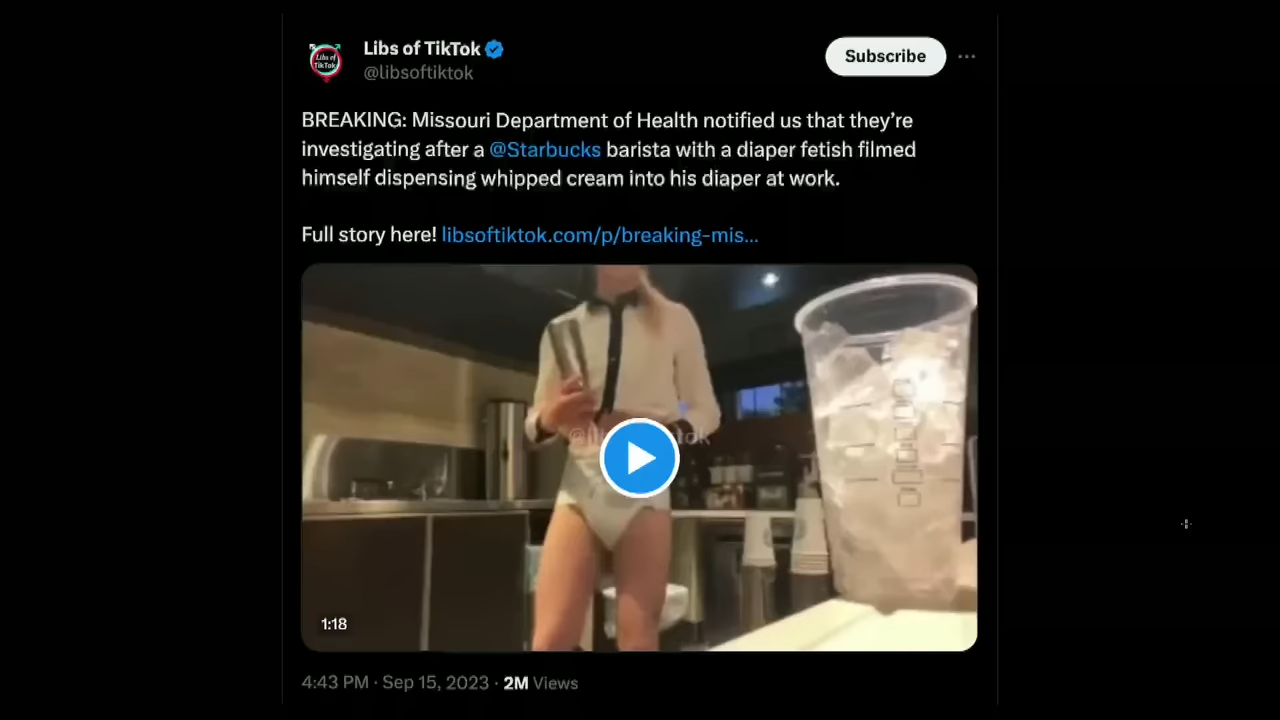 Libs of TikTok
@libsoftiktok
Subscribe
BREAKING: Missouri Department of Health notified us that they're
investigating after a @Starbucks barista with a diaper fetish filmed
himself dispensing whipped cream into his diaper at work.
Full story here! libsoftiktok.com/p/breaking-mis...
1:18
4:43 PM · Sep 15, 2023 · 2M Views